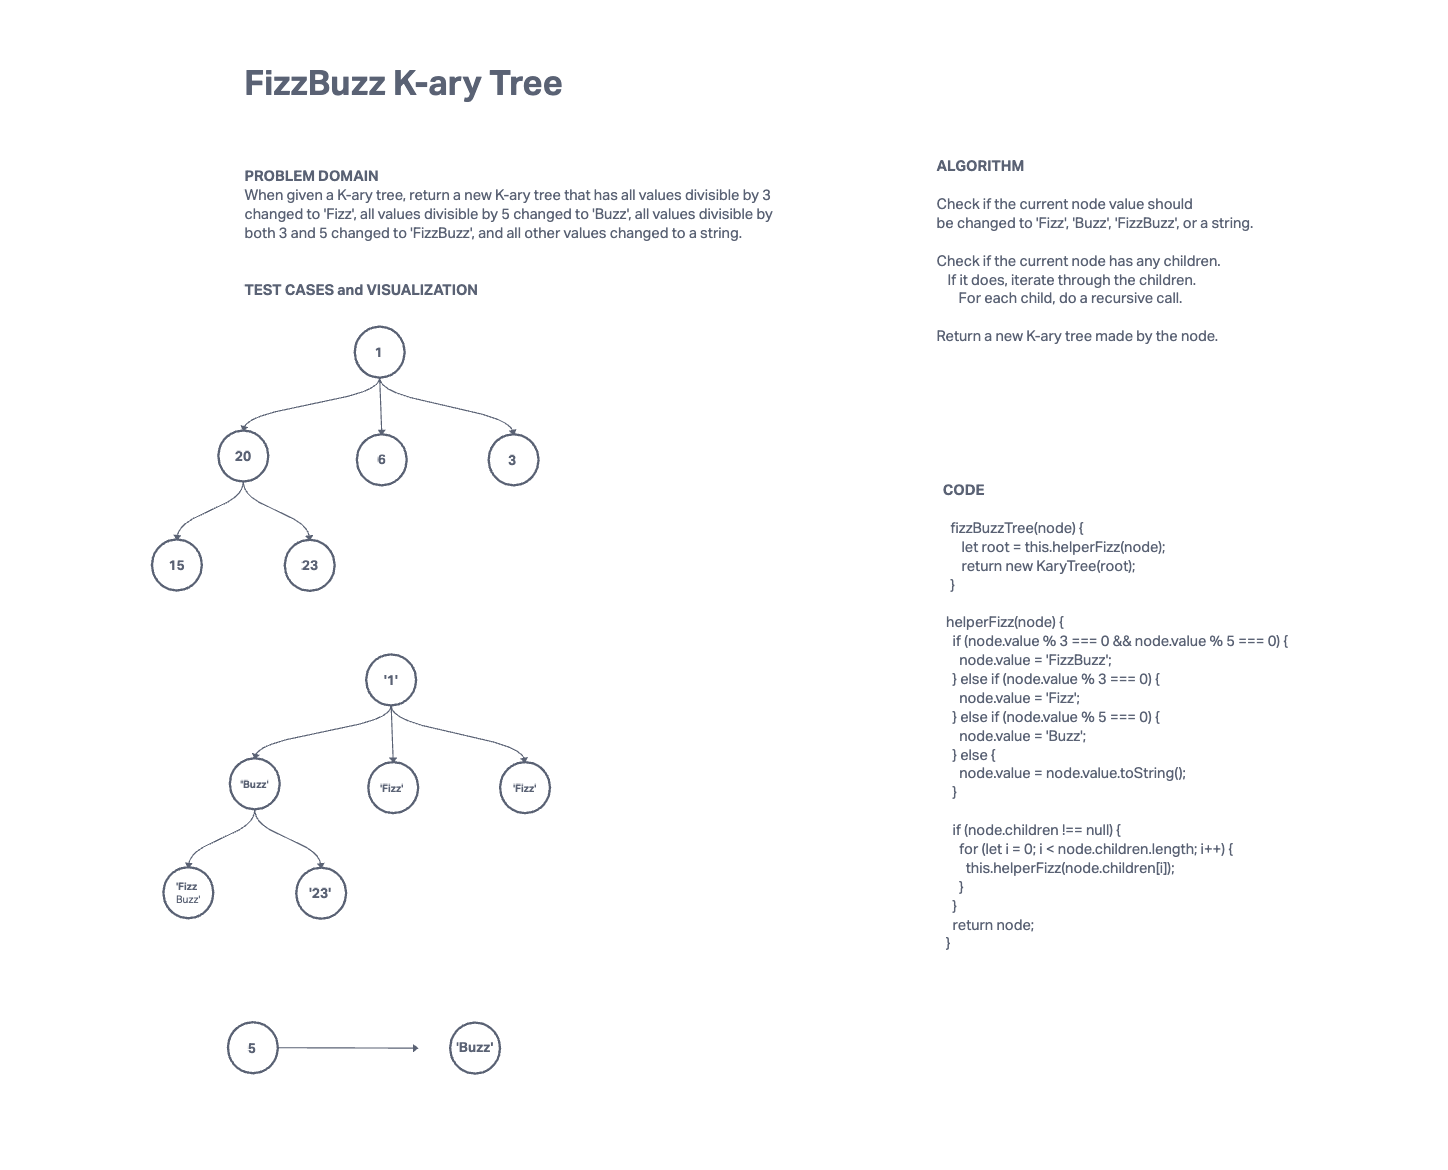 FizzBuzz K-ary Tree
PROBLEM DOMAIN
When given a K-ary tree, return a new K-ary tree that has all values divisible by 3
changed to 'Fizz', all values divisible by 5 changed to 'Buzz', all values divisible by
both 3 and 5 changed to 'FizzBuzz', and all other values changed to a string.
TEST CASES and VISUALIZATION
1
20
6
3
15
23
'1'
'Buzz'
'Fizz'
'Fizz'
'Fizz
Buzz'
'23'
5
'Buzz'
ALGORITHM
Check if the current node value should
be changed to 'Fizz', 'Buzz', 'FizzBuzz', or a string.
Check if the current node has any children.
If it does, iterate through the children.
For each child, do a recursive call.
Return a new K-ary tree made by the node.
CODE
fizzBuzzTree(node) {
let root = this.helperFizz(node);
return new KaryTree(root);
}
helperFizz(node) {
if (node.value % 3 === 0 && node.value % 5 === 0) {
node.value = 'FizzBuzz';
} else if (node.value % 3 === 0) {
node.value = 'Fizz';
} else if (node.value % 5 === 0) {
node.value = 'Buzz';
} else {
node.value = node.value.toString();
}
if (node.children !== null) {
for (let i = 0; i < node.children.length; i++) {
this.helperFizz(node.children[i]);
}
}
return node;
}